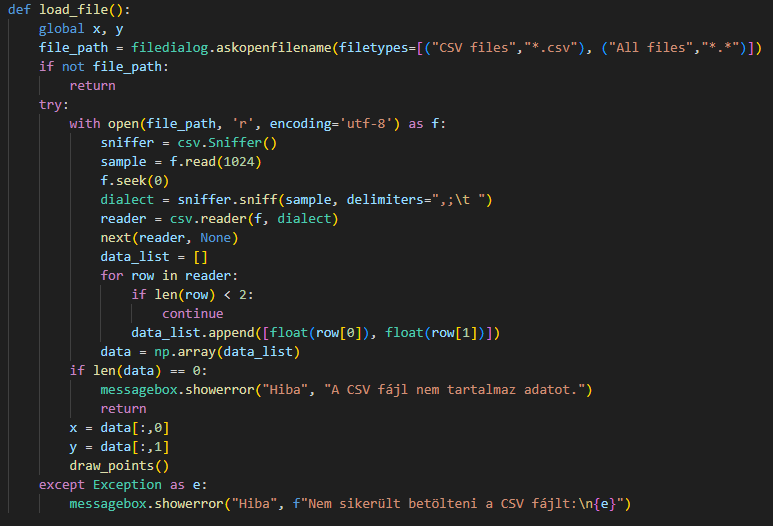 def load_file():
    global x, y
    file_path = filedialog.askopenfilename(filetypes=[("CSV files","*.csv"), ("All files","*.*")])
    if not file_path:
        return
    try:
        with open(file_path, 'r', encoding='utf-8') as f:
            sniffer = csv.Sniffer()
            sample = f.read(1024)
            f.seek(0)
            dialect = sniffer.sniff(sample, delimiters=",;\t ")
            reader = csv.reader(f, dialect)
            next(reader, None)
            data_list = []
            for row in reader:
                if len(row) < 2:
                    continue
                data_list.append([float(row[0]), float(row[1])])
            data = np.array(data_list)
        if len(data) == 0:
            messagebox.showerror("Hiba", "A CSV fájl nem tartalmaz adatot.")
            return
        x = data[:,0]
        y = data[:,1]
        draw_points()
    except Exception as e:
        messagebox.showerror("Hiba", f"Nem sikerült betölteni a CSV fájlt:\n{e}")